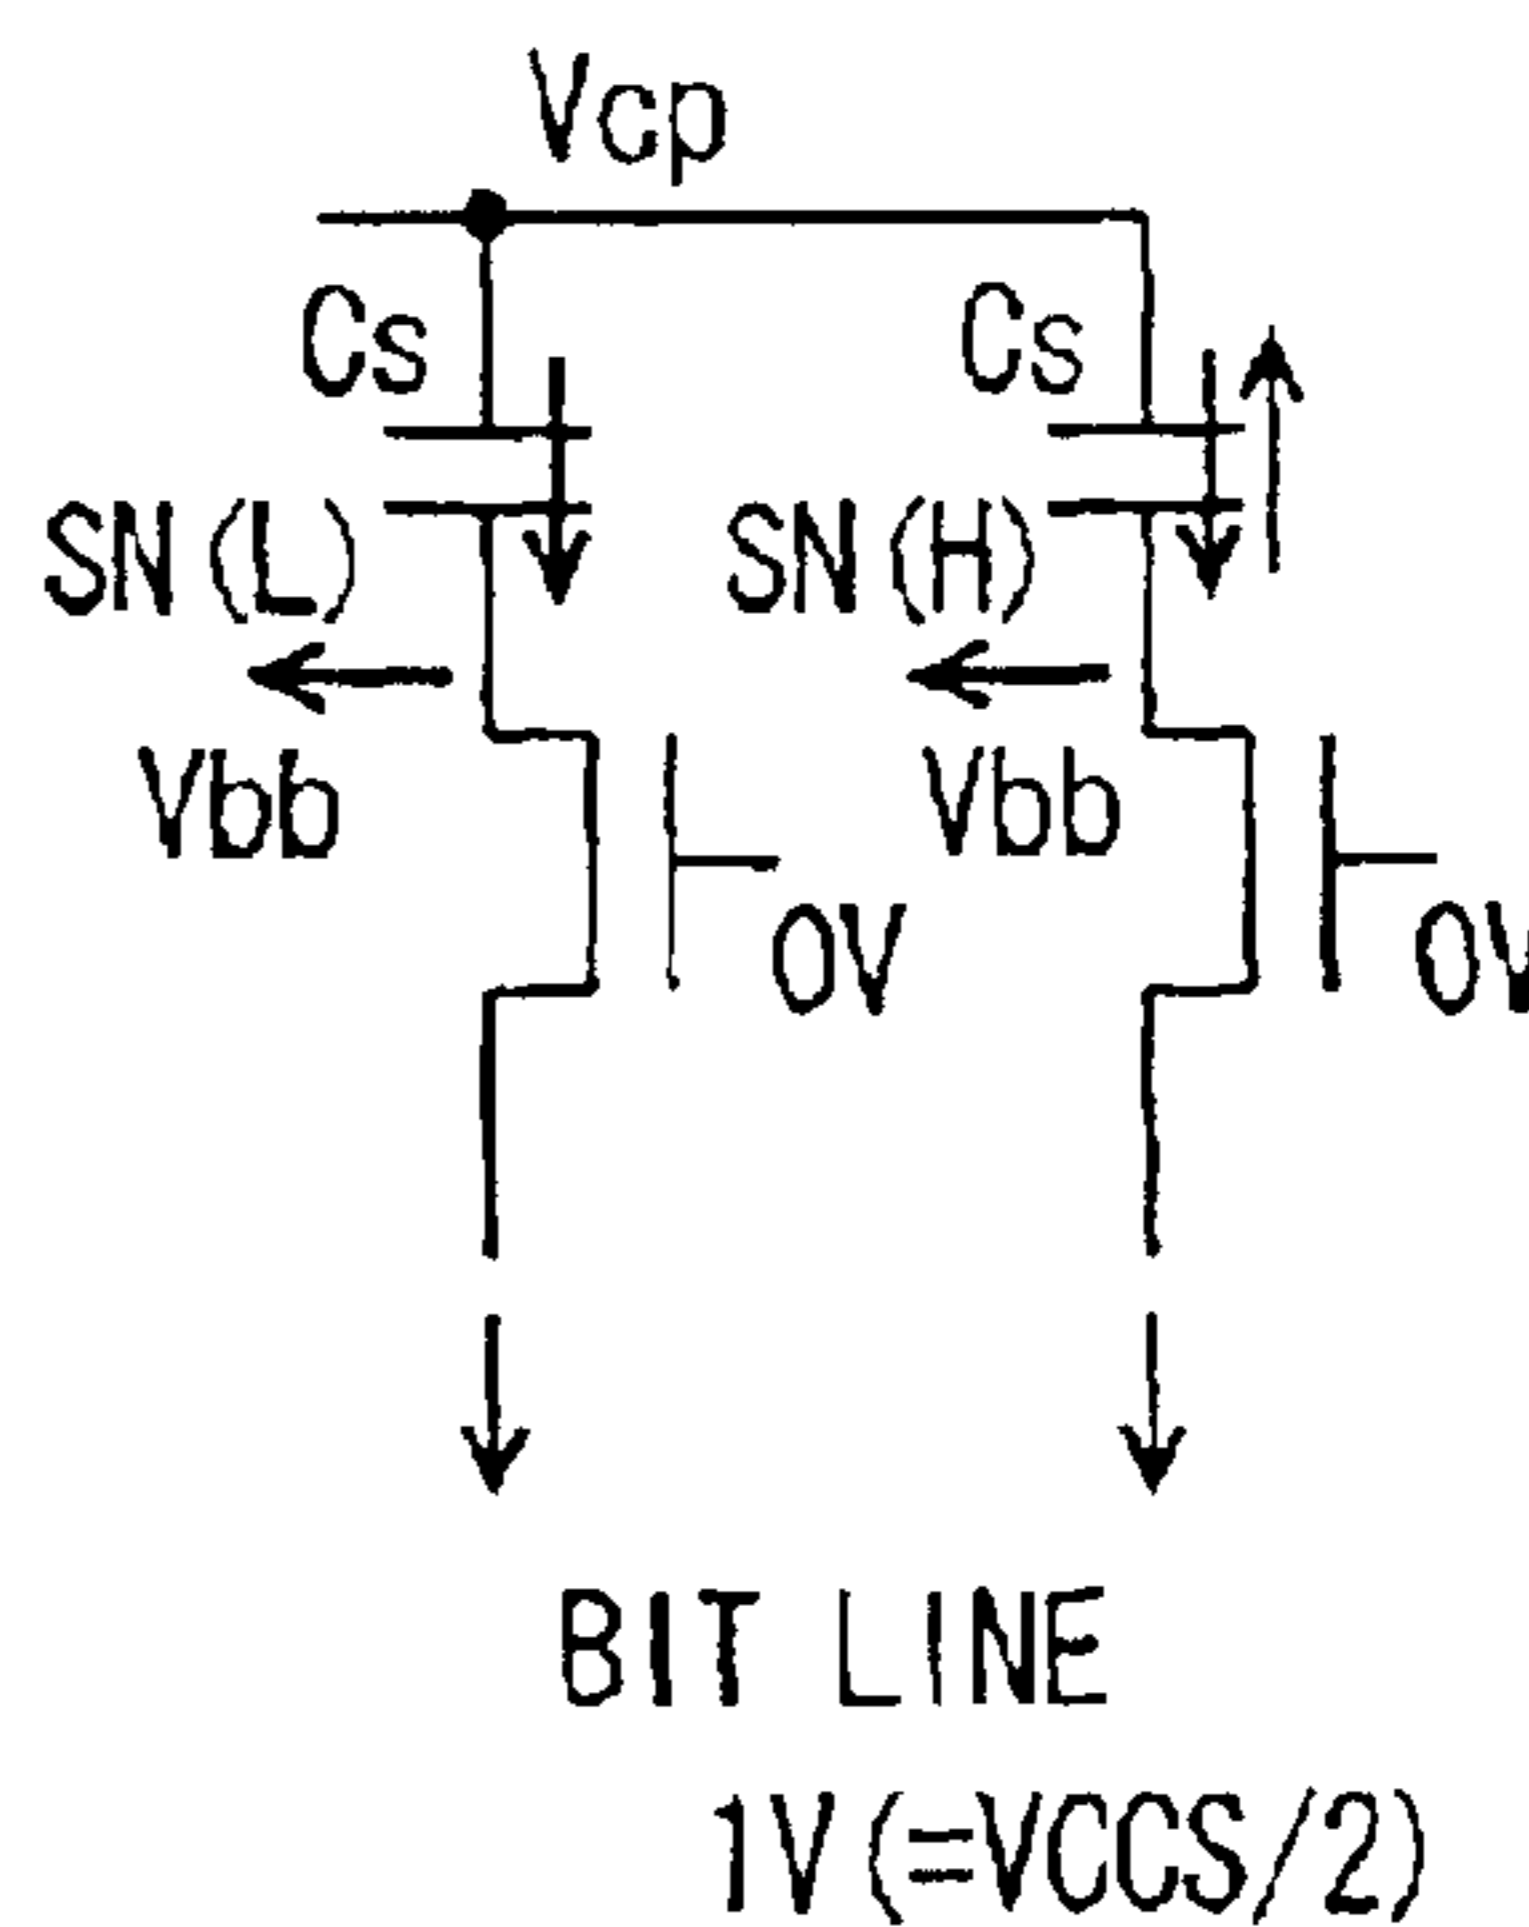 Vcp
Cs Cs
SN(L) SN(H)
Vbb Vbb
0V 0V
BIT LINE
1V(=VCCS/2)